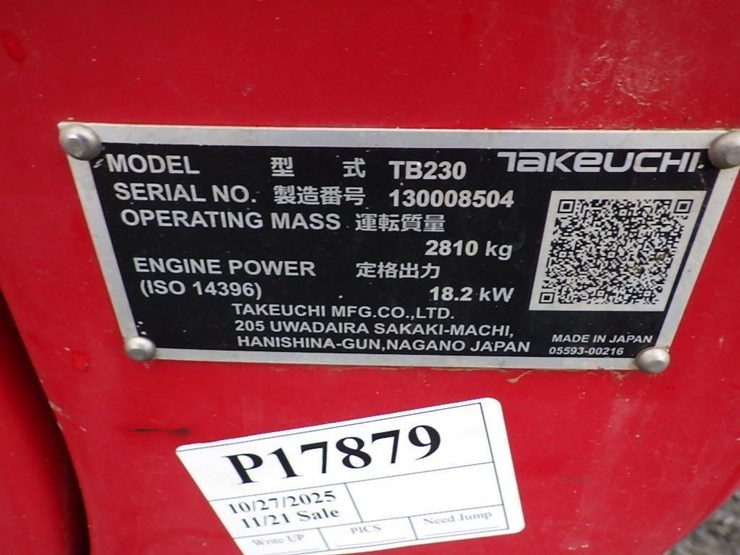 MODEL 型式 TB230 TAKEUCHI
SERIAL NO. 製造番号 130008504
OPERATING MASS 運転質量
2810 kg
ENGINE POWER 定格出力
(ISO 14396) 18.2 kW
TAKEUCHI MFG.CO.,LTD.
205 UWADAIRA SAKAKI-MACHI,
HANISHINA-GUN,NAGANO JAPAN
MADE IN JAPAN
05593-00216
P17879
10/27/2025
11/21 Sale
Write UP PICS Need Jump